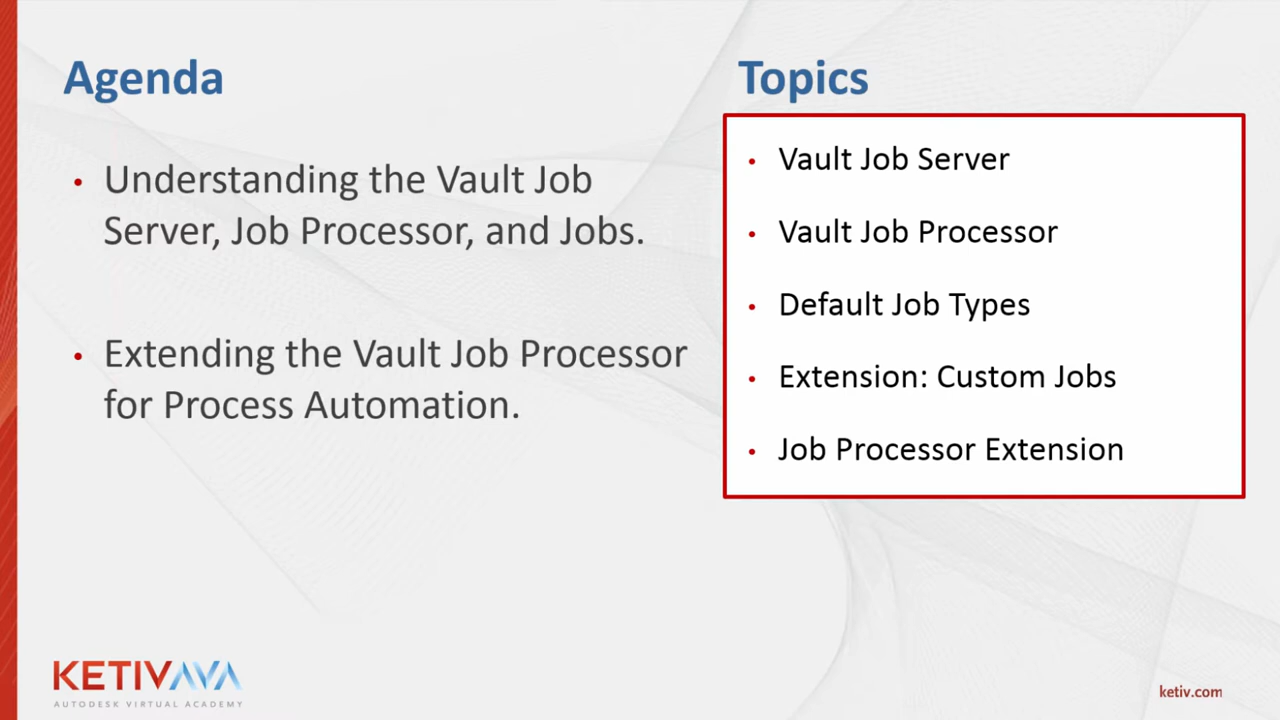 Agenda
• Understanding the Vault Job
Server, Job Processor, and Jobs.
• Extending the Vault Job Processor
for Process Automation.
Topics
• Vault Job Server
• Vault Job Processor
• Default Job Types
• Extension: Custom Jobs
• Job Processor Extension
KETIVAVA
AUTODESK VIRTUAL ACADEMY
ketiv.com